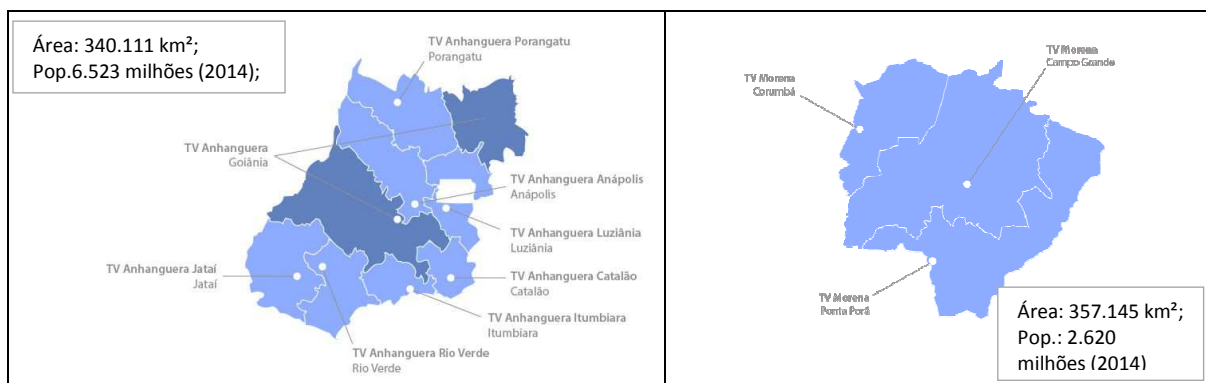 Área: 340.111 km²;
Pop.6.523 milhões (2014);
TV Anhanguera Porangatu
Porangatu
TV Anhanguera
Goiânia
TV Anhanguera Anápolis
Anápolis
TV Anhanguera Luziânia
Luziânia
TV Anhanguera Jataí
Jataí
TV Anhanguera Catalão
Catalão
TV Anhanguera Itumbiara
Itumbiara
TV Anhanguera Rio Verde
Rio Verde
TV Morena
Campo Grande
TV Morena
Corumbá
TV Morena
Ponta Porã
Área: 357.145 km²;
Pop.: 2.620
milhões (2014)